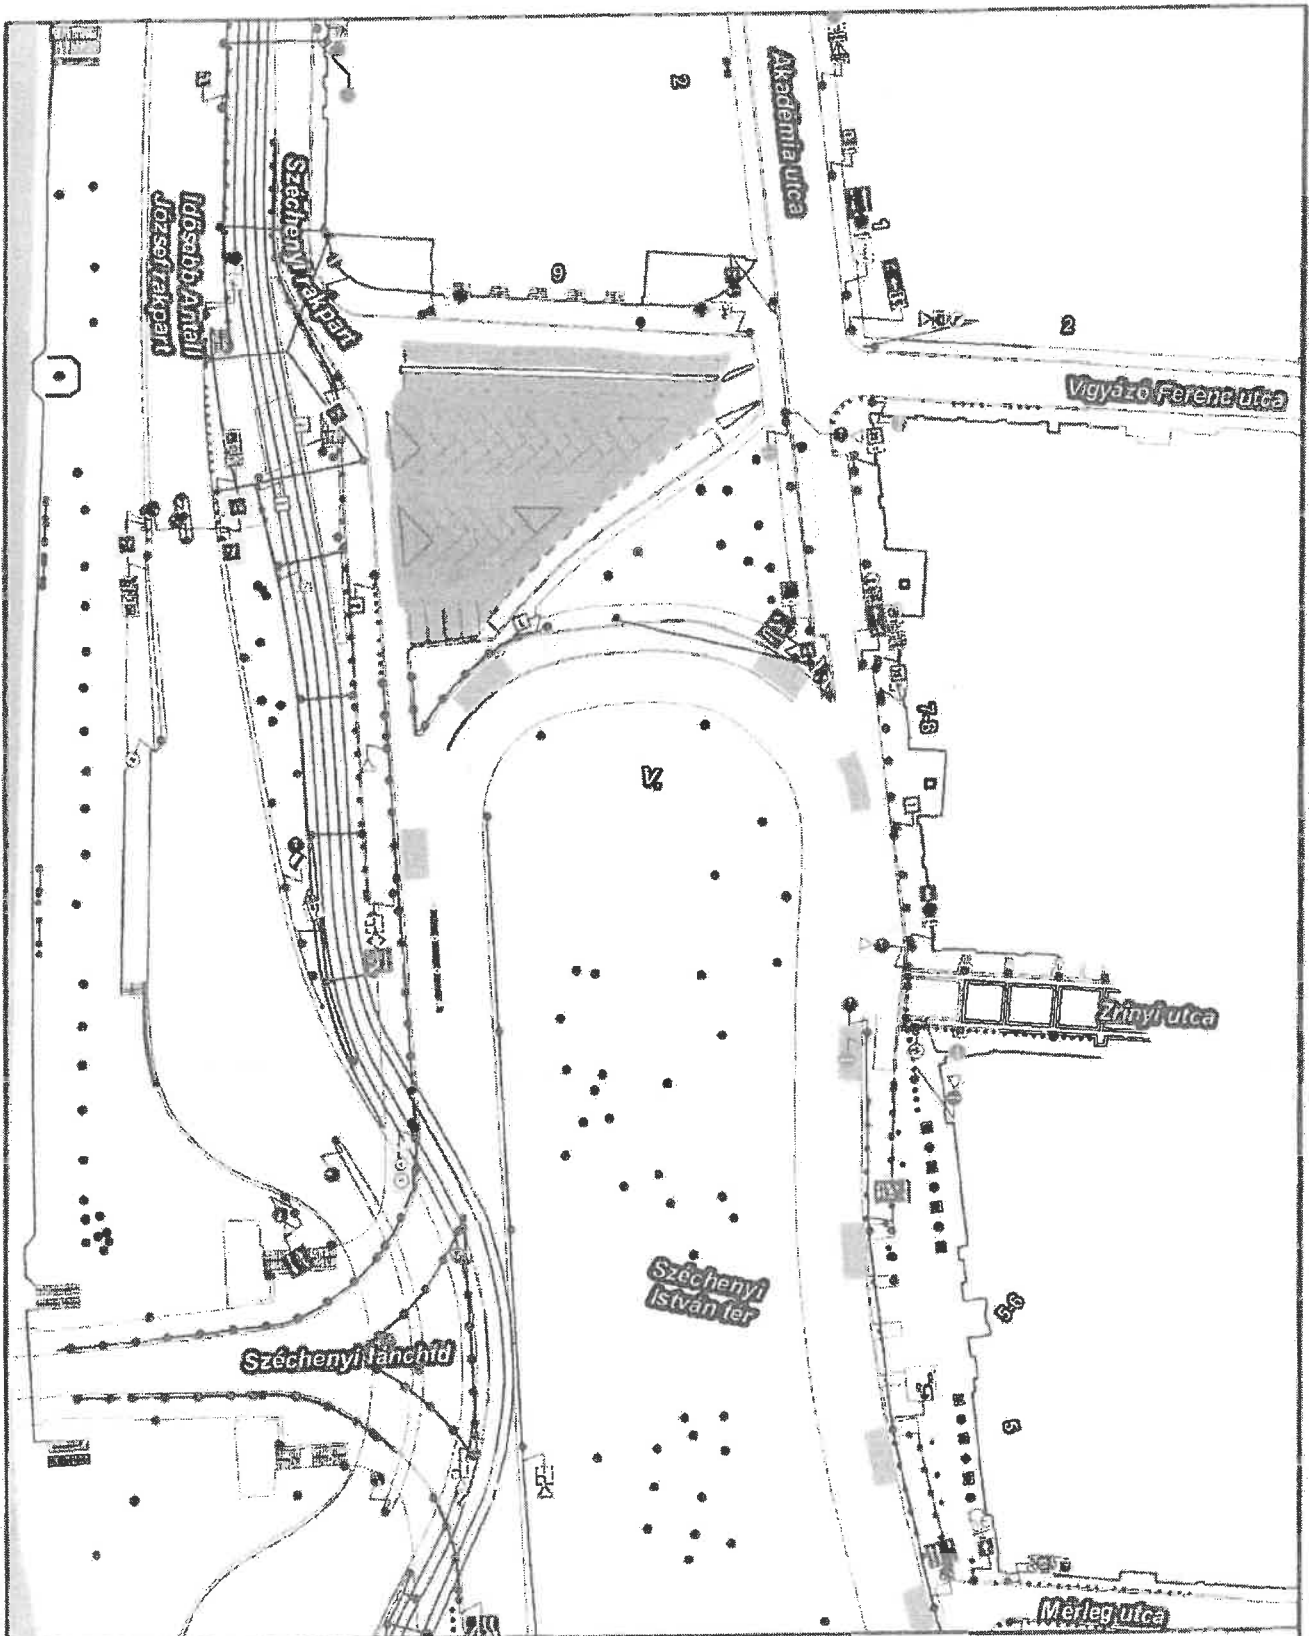 2
Akadémia utca
Széchenyi rakpart
Idősebb Antall
József rakpart
1
9
2
Vigyázó Ferenc utca
7-8
V.
Zrínyi utca
Széchenyi
István tér
5-6
Széchenyi lánchíd
5
Mérleg utca